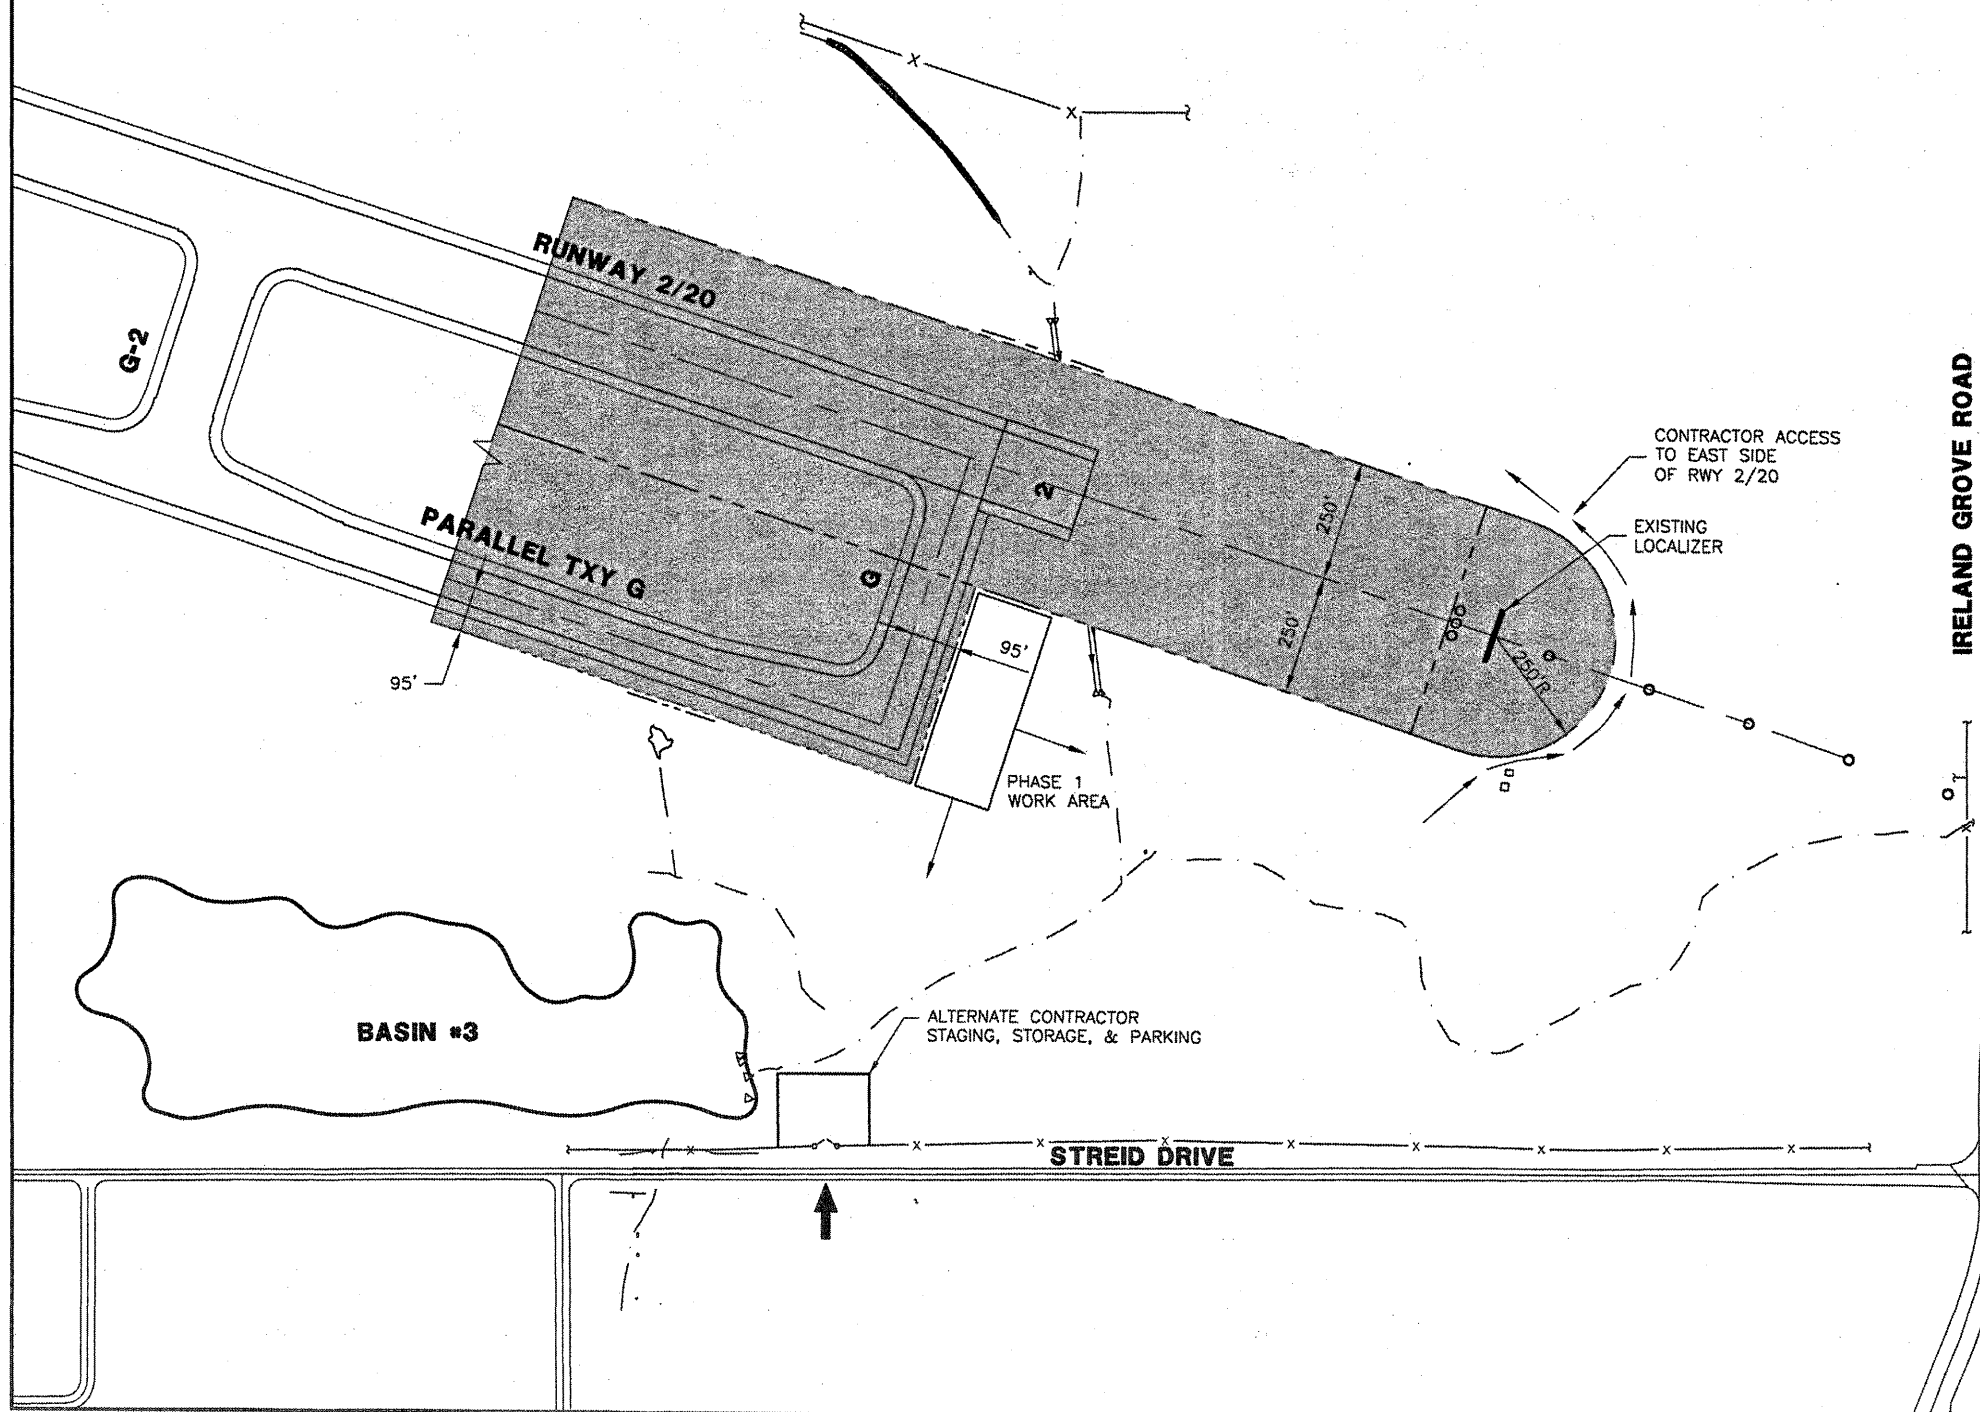 RUNWAY 2/20
G-2
IRELAND GROVE ROAD
CONTRACTOR ACCESS
TO EAST SIDE
OF RWY 2/20
2
250'
EXISTING
LOCALIZER
PARALLEL TXY G
G
250'
95'
250'R
95'
PHASE 1
WORK AREA
BASIN #3
ALTERNATE CONTRACTOR
STAGING, STORAGE, & PARKING
STREID DRIVE